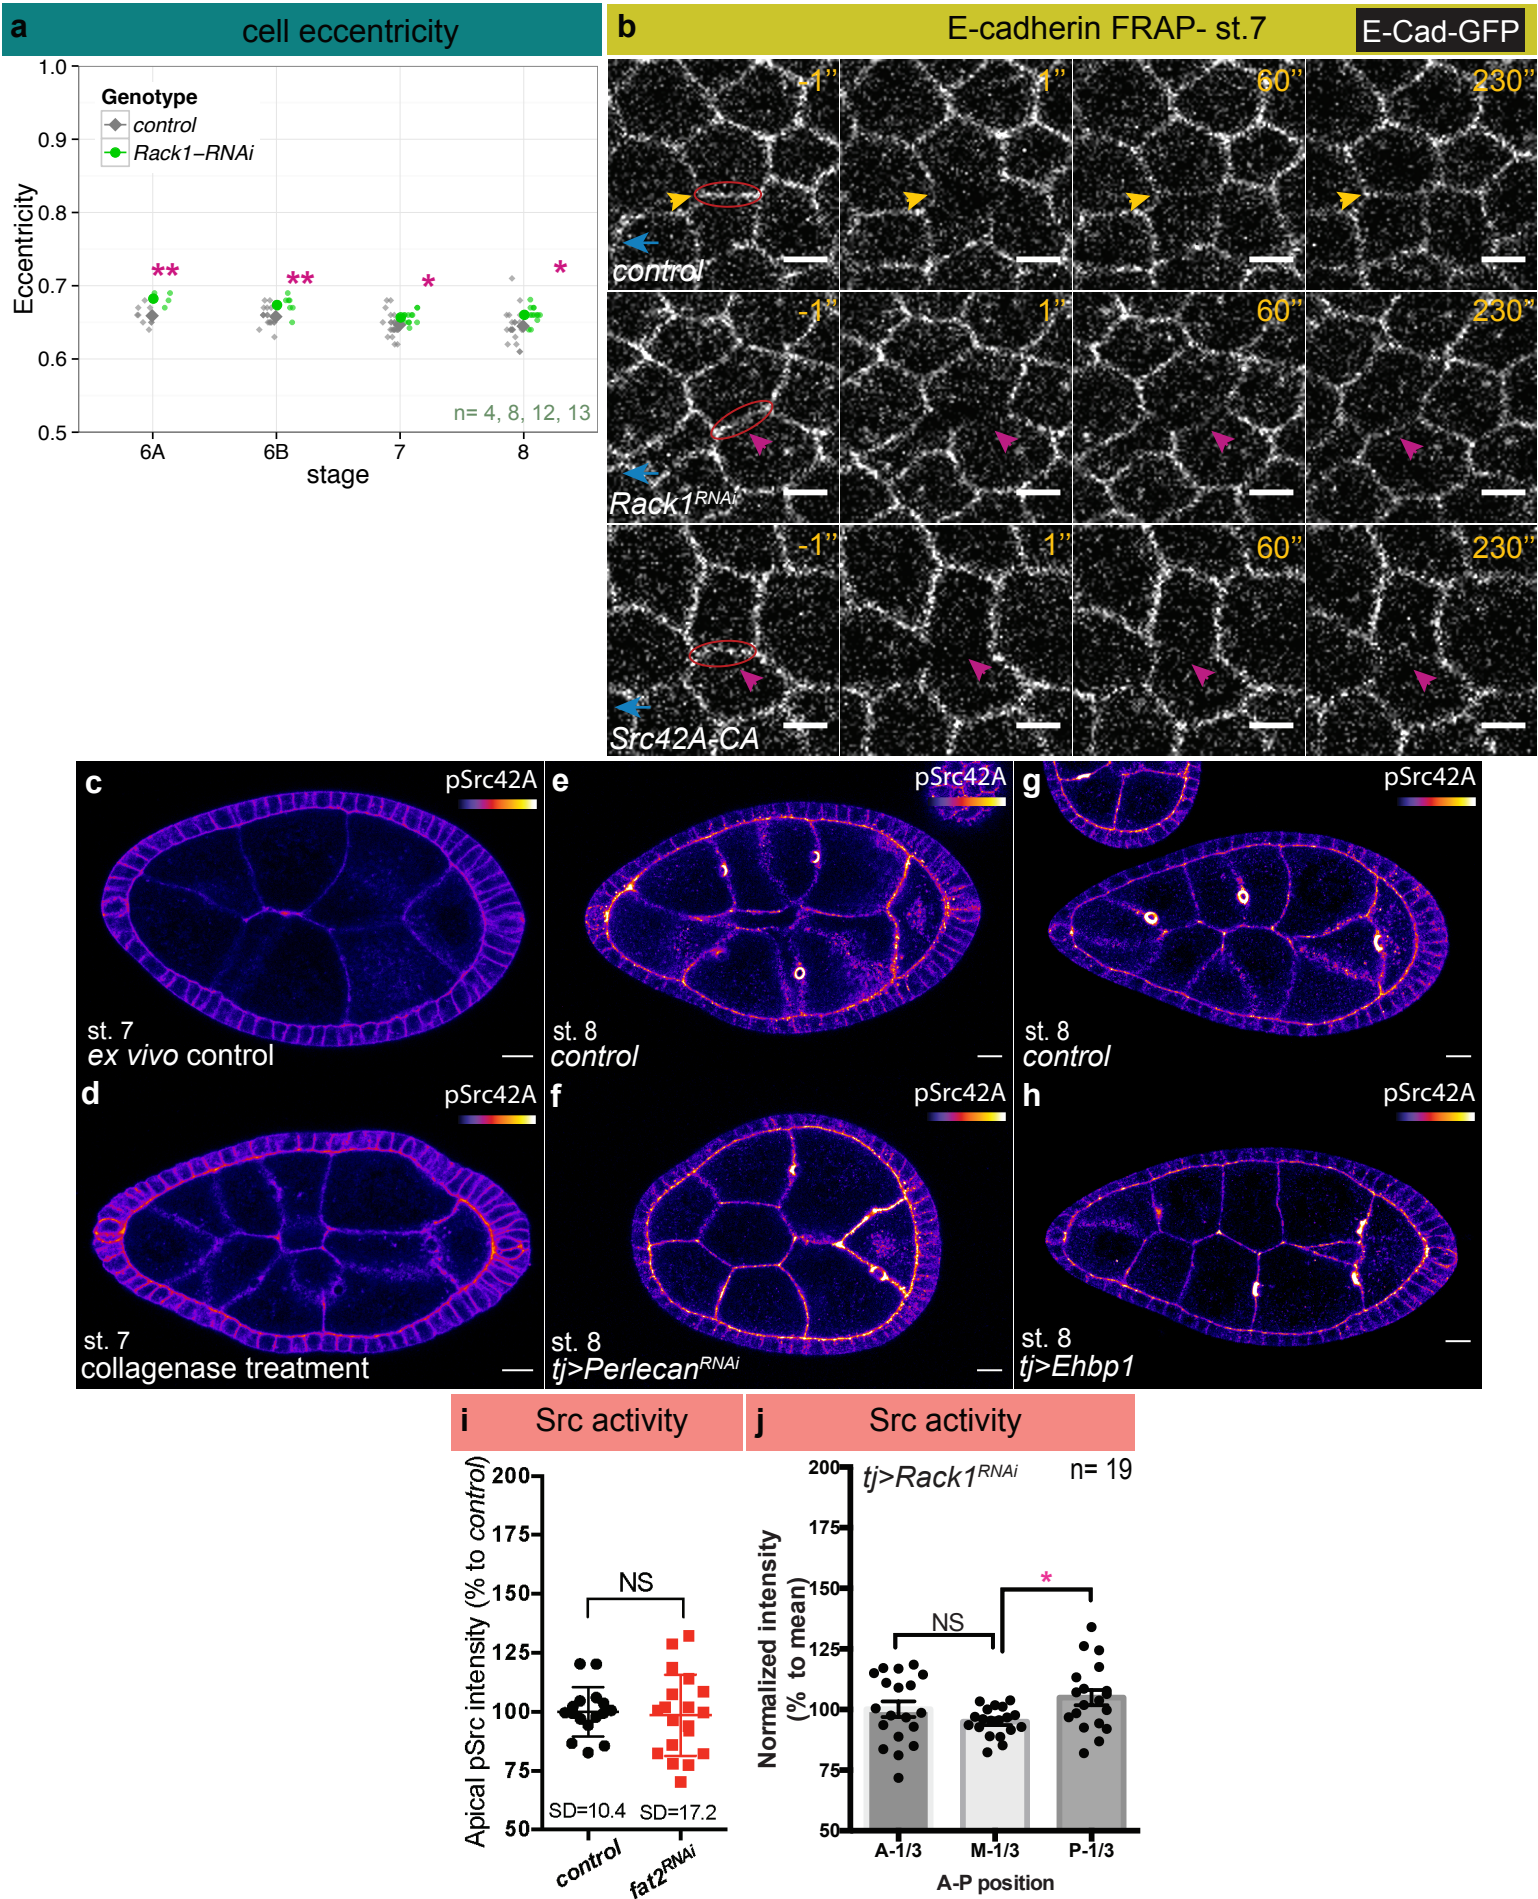 a cell eccentricity
1.0
0.9
0.8
0.7
0.6
0.5
Eccentricity
Genotype
control
Rack1–RNAi
** ** * *
n= 4, 8, 12, 13
6A 6B 7 8
stage
b E-cadherin FRAP- st.7 E-Cad-GFP
-1’’ 1’’ 60’’ 230’’
control
-1’’ 1’’ 60’’ 230’’
Rack1RNAi
-1’’ 1’’ 60’’ 230’’
Src42A-CA
c pSrc42A
st. 7
ex vivo control
e pSrc42A
st. 8
control
g pSrc42A
st. 8
control
d pSrc42A
st. 7
collagenase treatment
f pSrc42A
st. 8
tj>PerlecanRNAi
h pSrc42A
st. 8
tj>Ehbp1
i Src activity
Apical pSrc intensity (% to control)
200
175
150
125
100
75
50
NS
SD=10.4 SD=17.2
control fat2RNAi
j Src activity
tj>Rack1RNAi n= 19
Normalized intensity
(% to mean)
200
175
150
125
100
75
50
NS *
A-1/3 M-1/3 P-1/3
A-P position